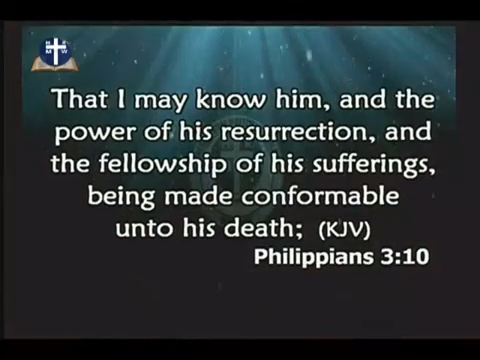 N F
M W
That I may know him, and the
power of his resurrection, and
the fellowship of his sufferings,
being made conformable
unto his death; (KJV)
Philippians 3:10